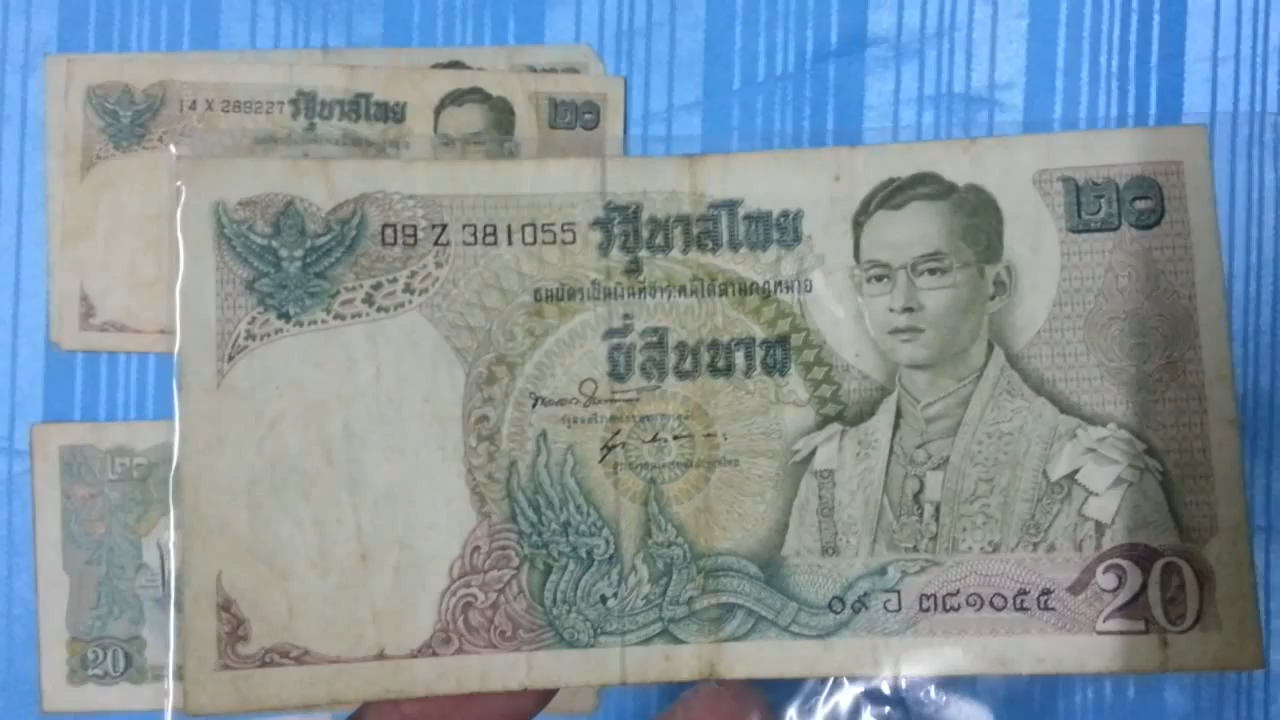 ๒๐
14 X 289227 รัฐบาลไทย
๒๐
09 Z 381055 รัฐบาลไทย
๒๐
ธนบัตรเป็นเงินที่ชำระหนี้ได้ตามกฎหมาย
ยี่สิบบาท
๐๙ Z ๓๘๑๐๕๕
20
๒๐
20